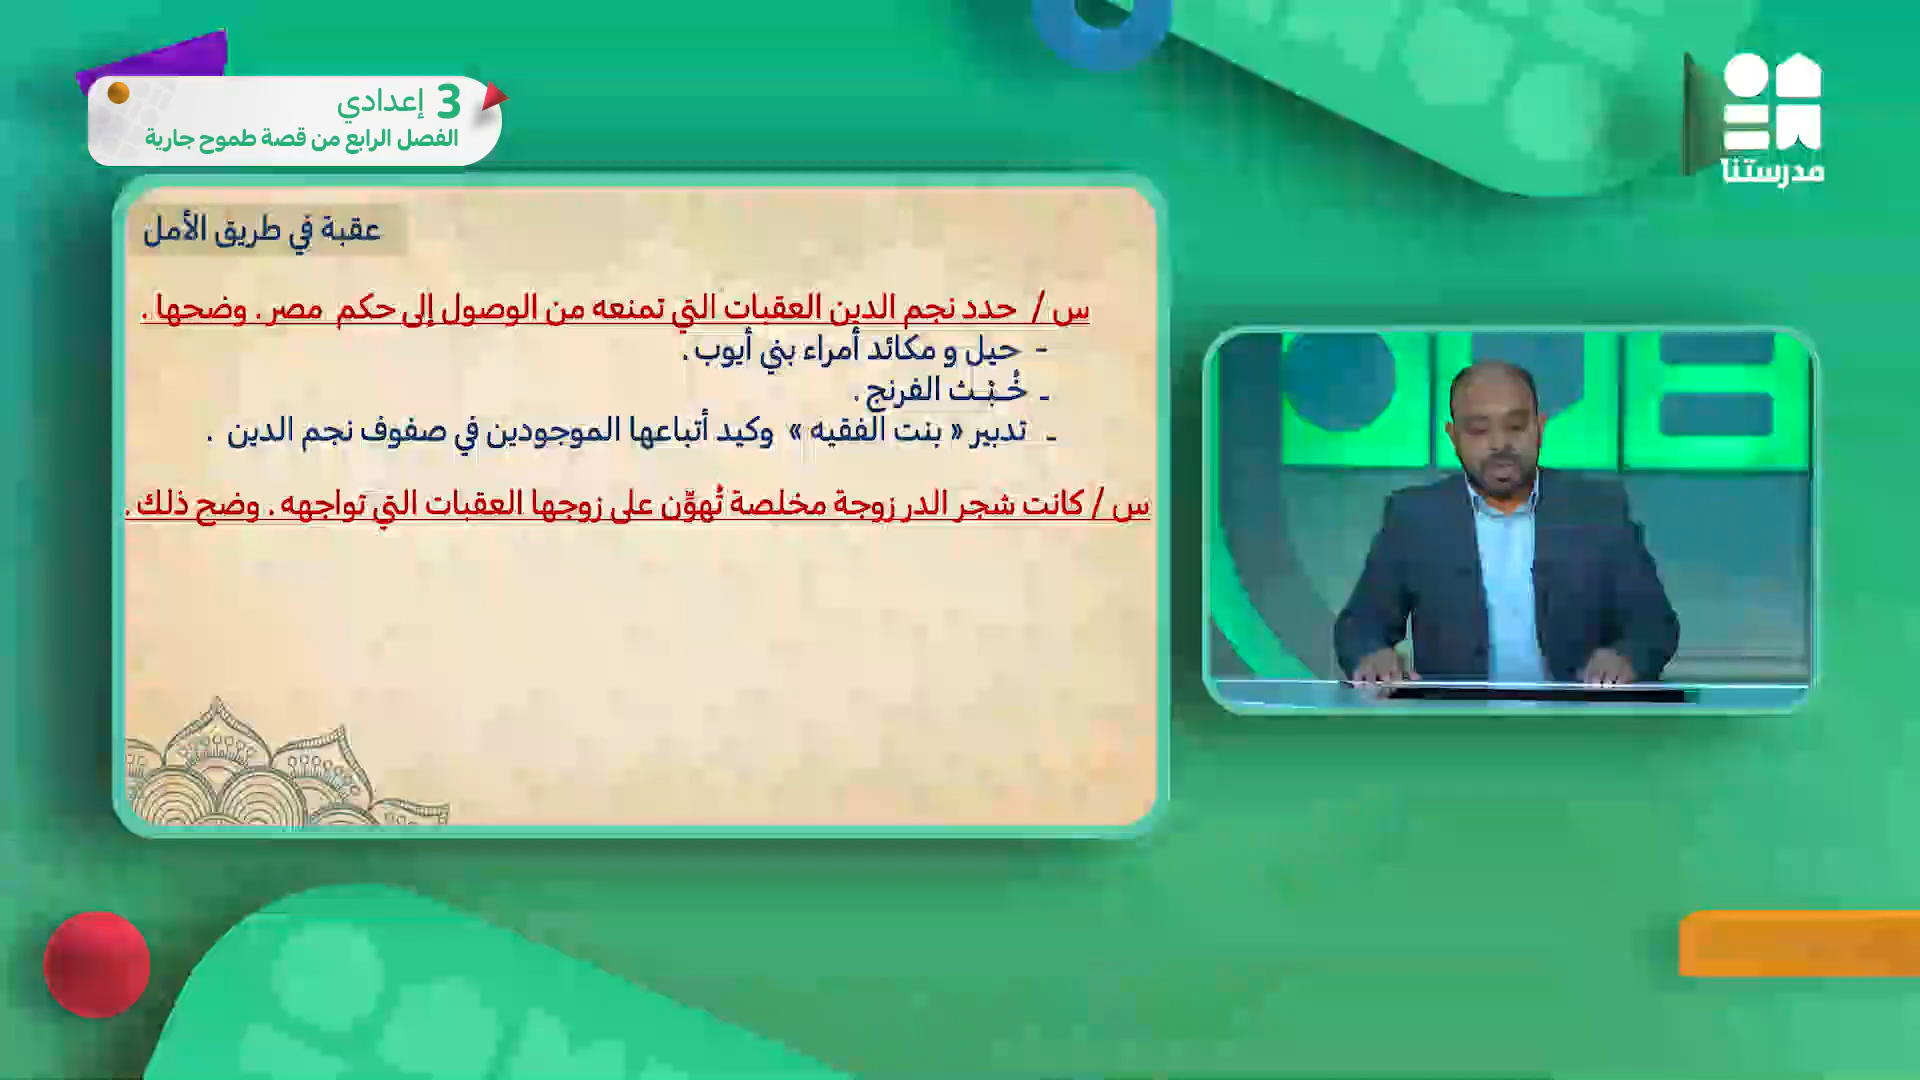 3 إعدادي
الفصل الرابع من قصة طموح جارية
مدرستنا
عقبة في طريق الأمل
س / حدد نجم الدين العقبات التي تمنعه من الوصول إلى حكم مصر . وضحها .
- حيل و مكائد أمراء بني أيوب .
ـ خُـبْـث الفرنج .
ـ تدبير « بنت الفقيه » وكيد أتباعها الموجودين في صفوف نجم الدين .
س / كانت شجر الدر زوجة مخلصة تُهوِّن على زوجها العقبات التي تواجهه . وضح ذلك .